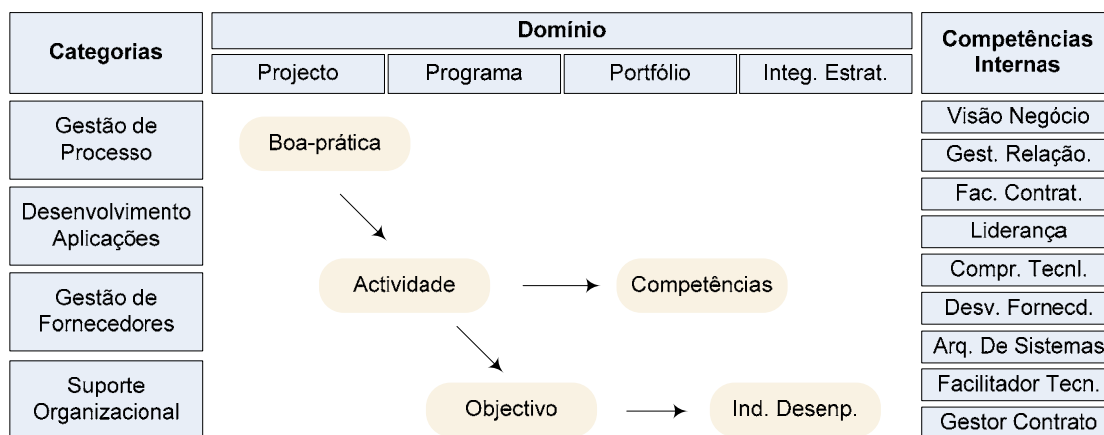 Categorias
Domínio
Projecto
Programa
Portfólio
Integ. Estrat.
Competências
Internas
Gestão de
Processo
Desenvolvimento
Aplicações
Gestão de
Fornecedores
Suporte
Organizacional
Boa-prática
Actividade
Competências
Objectivo
Ind. Desenp.
Visão Negócio
Gest. Relação.
Fac. Contrat.
Liderança
Compr. Tecnl.
Desv. Fornecd.
Arq. De Sistemas
Facilitador Tecn.
Gestor Contrato